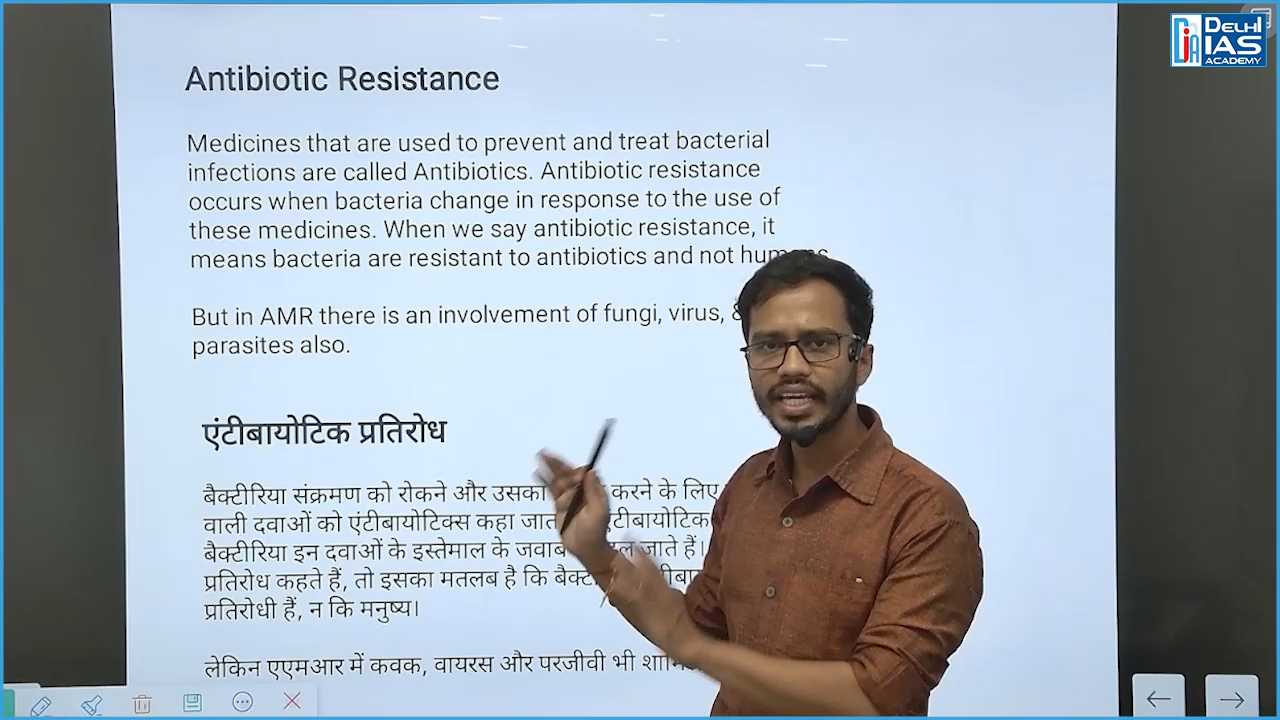 DELHI
IAS
ACADEMY
Antibiotic Resistance
Medicines that are used to prevent and treat bacterial
infections are called Antibiotics. Antibiotic resistance
occurs when bacteria change in response to the use of
these medicines. When we say antibiotic resistance, it
means bacteria are resistant to antibiotics and not humans
But in AMR there is an involvement of fungi, virus, &
parasites also.
एंटीबायोटिक प्रतिरोध
बैक्टीरिया संक्रमण को रोकने और उसका करने के लिए
वाली दवाओं को एंटीबायोटिक्स कहा
बैक्टीरिया इन दवाओं के इस्तेमाल के जवाब जाते हैं।
प्रतिरोध कहते हैं, तो इसका मतलब है कि
प्रतिरोधी हैं, न कि मनुष्य।
लेकिन एएमआर में कवक, वायरस और परजीवी भी